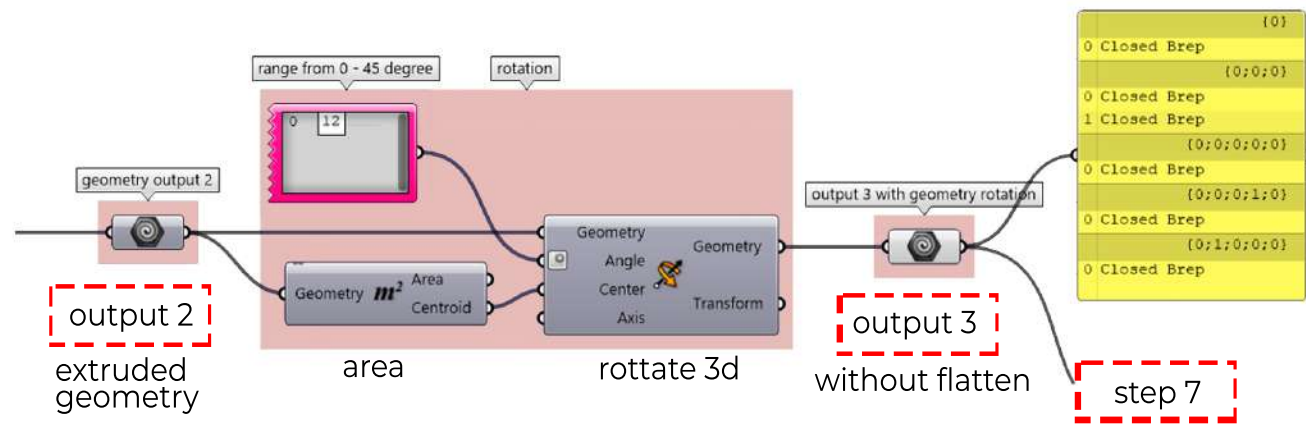 range from 0 - 45 degree
rotation
0 12
geometry output 2
output 2
extruded
geometry
Geometry m² Area
Centroid
area
Geometry
Angle
Center
Axis
Geometry
Transform
rottate 3d
output 3 with geometry rotation
output 3
without flatten
{0}
0 Closed Brep
{0;0;0}
0 Closed Brep
1 Closed Brep
{0;0;0;0;0}
0 Closed Brep
{0;0;0;1;0}
0 Closed Brep
{0;1;0;0;0}
0 Closed Brep
step 7